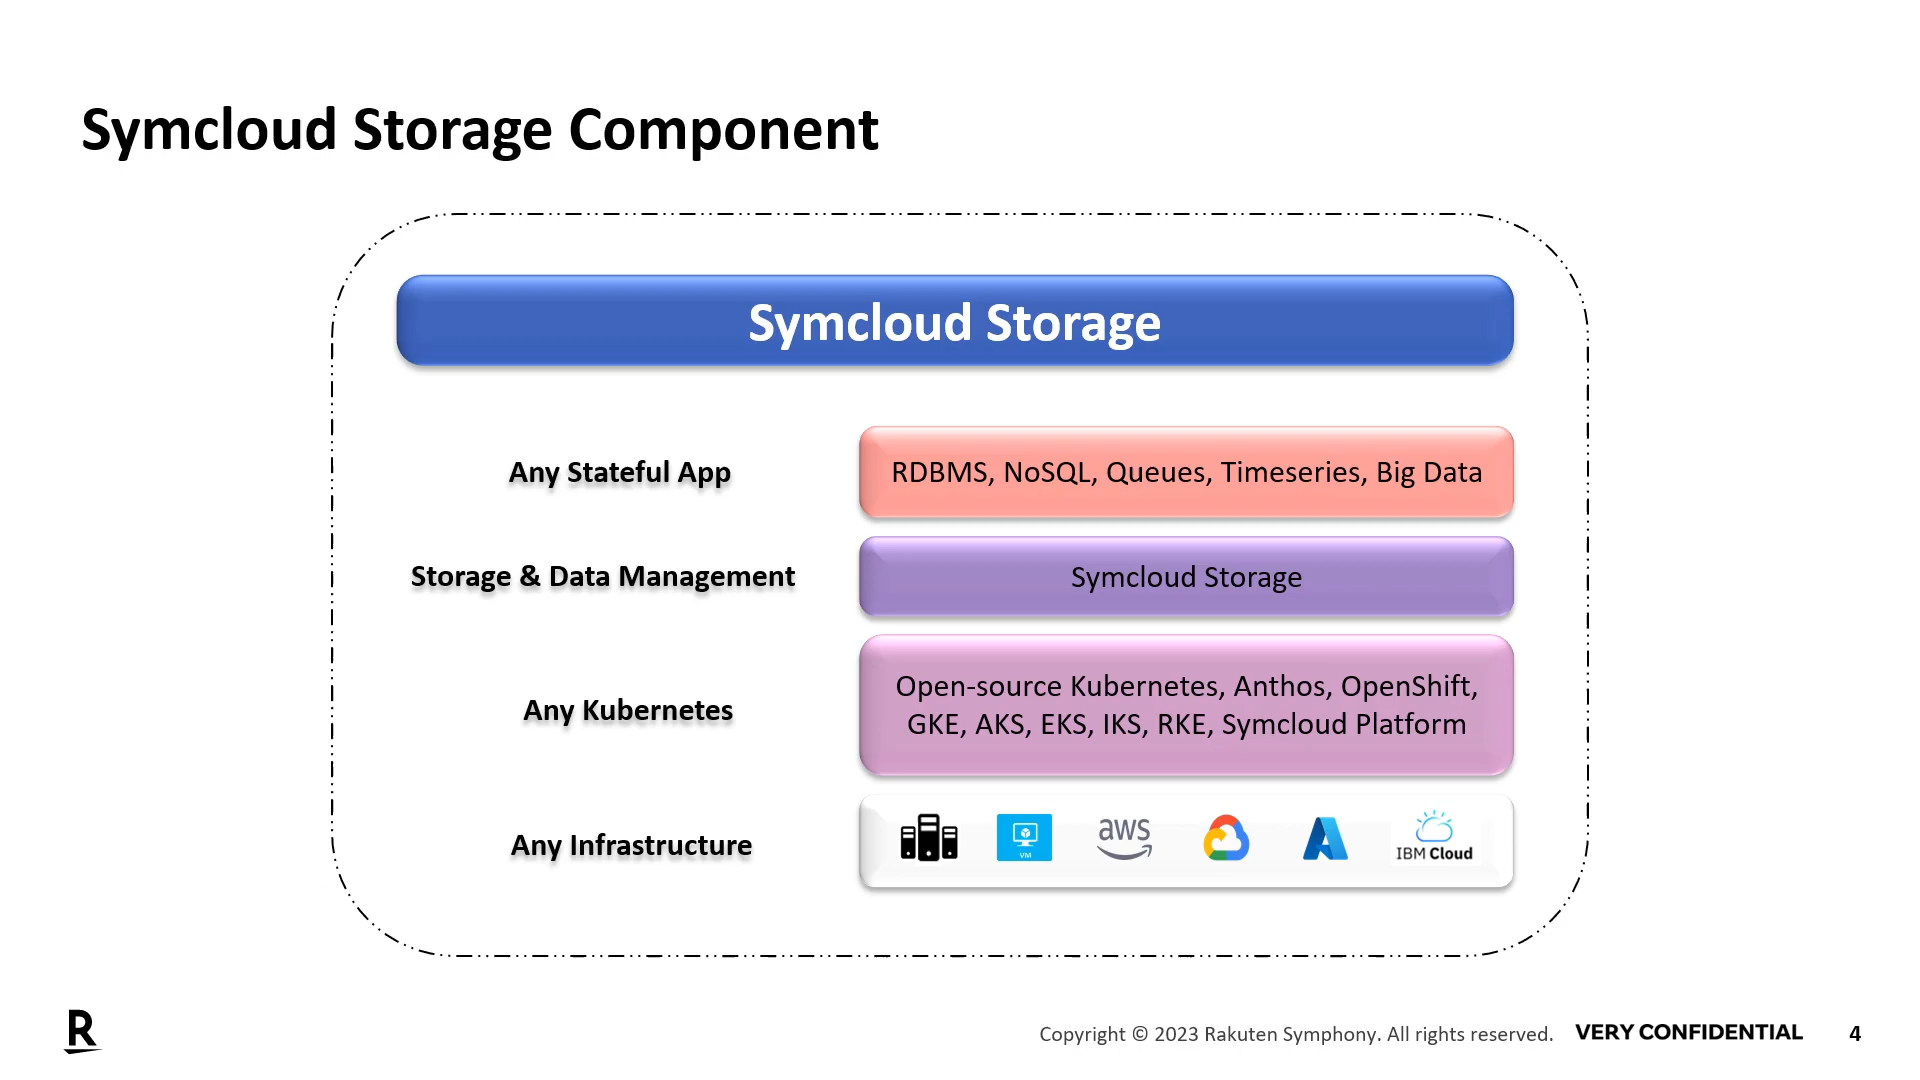 Symcloud Storage Component
Symcloud Storage
Any Stateful App
RDBMS, NoSQL, Queues, Timeseries, Big Data
Storage & Data Management
Symcloud Storage
Any Kubernetes
Open-source Kubernetes, Anthos, OpenShift,
GKE, AKS, EKS, IKS, RKE, Symcloud Platform
Any Infrastructure
VM
aws
IBM Cloud
R
Copyright © 2023 Rakuten Symphony. All rights reserved.
VERY CONFIDENTIAL
4